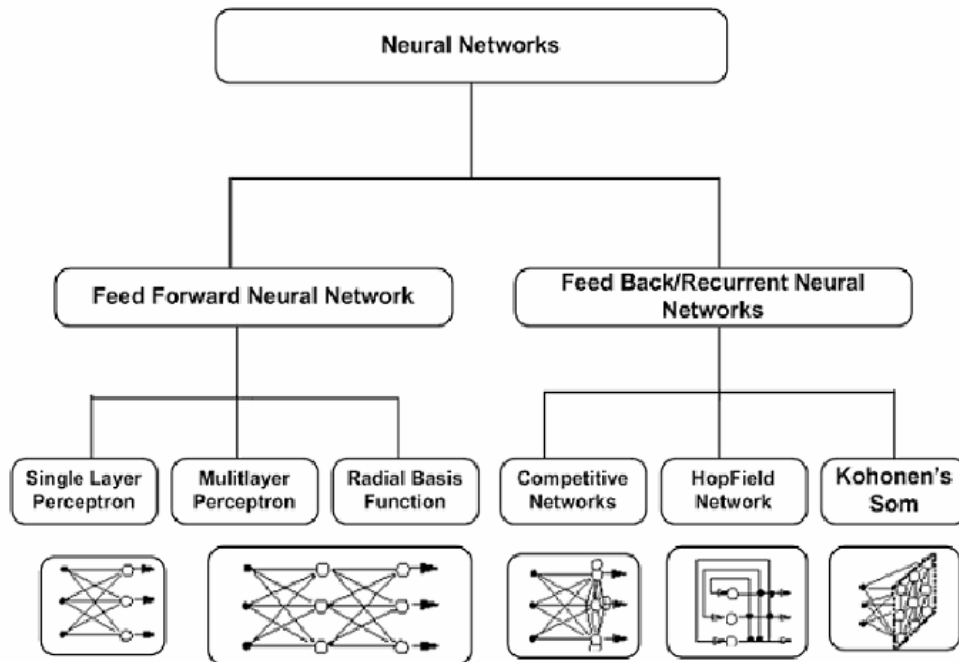 Neural Networks
Feed Forward Neural Network
Feed Back/Recurrent Neural
Networks
Single Layer
Perceptron
Mulitlayer
Perceptron
Radial Basis
Function
Competitive
Networks
HopField
Network
Kohonen's
Som